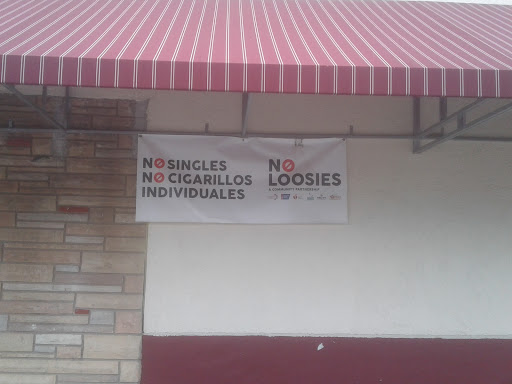 NO SINGLES
NO CIGARILLOS
INDIVIDUALES
NO
LOOSIES
A COMMUNITY PARTNERSHIP